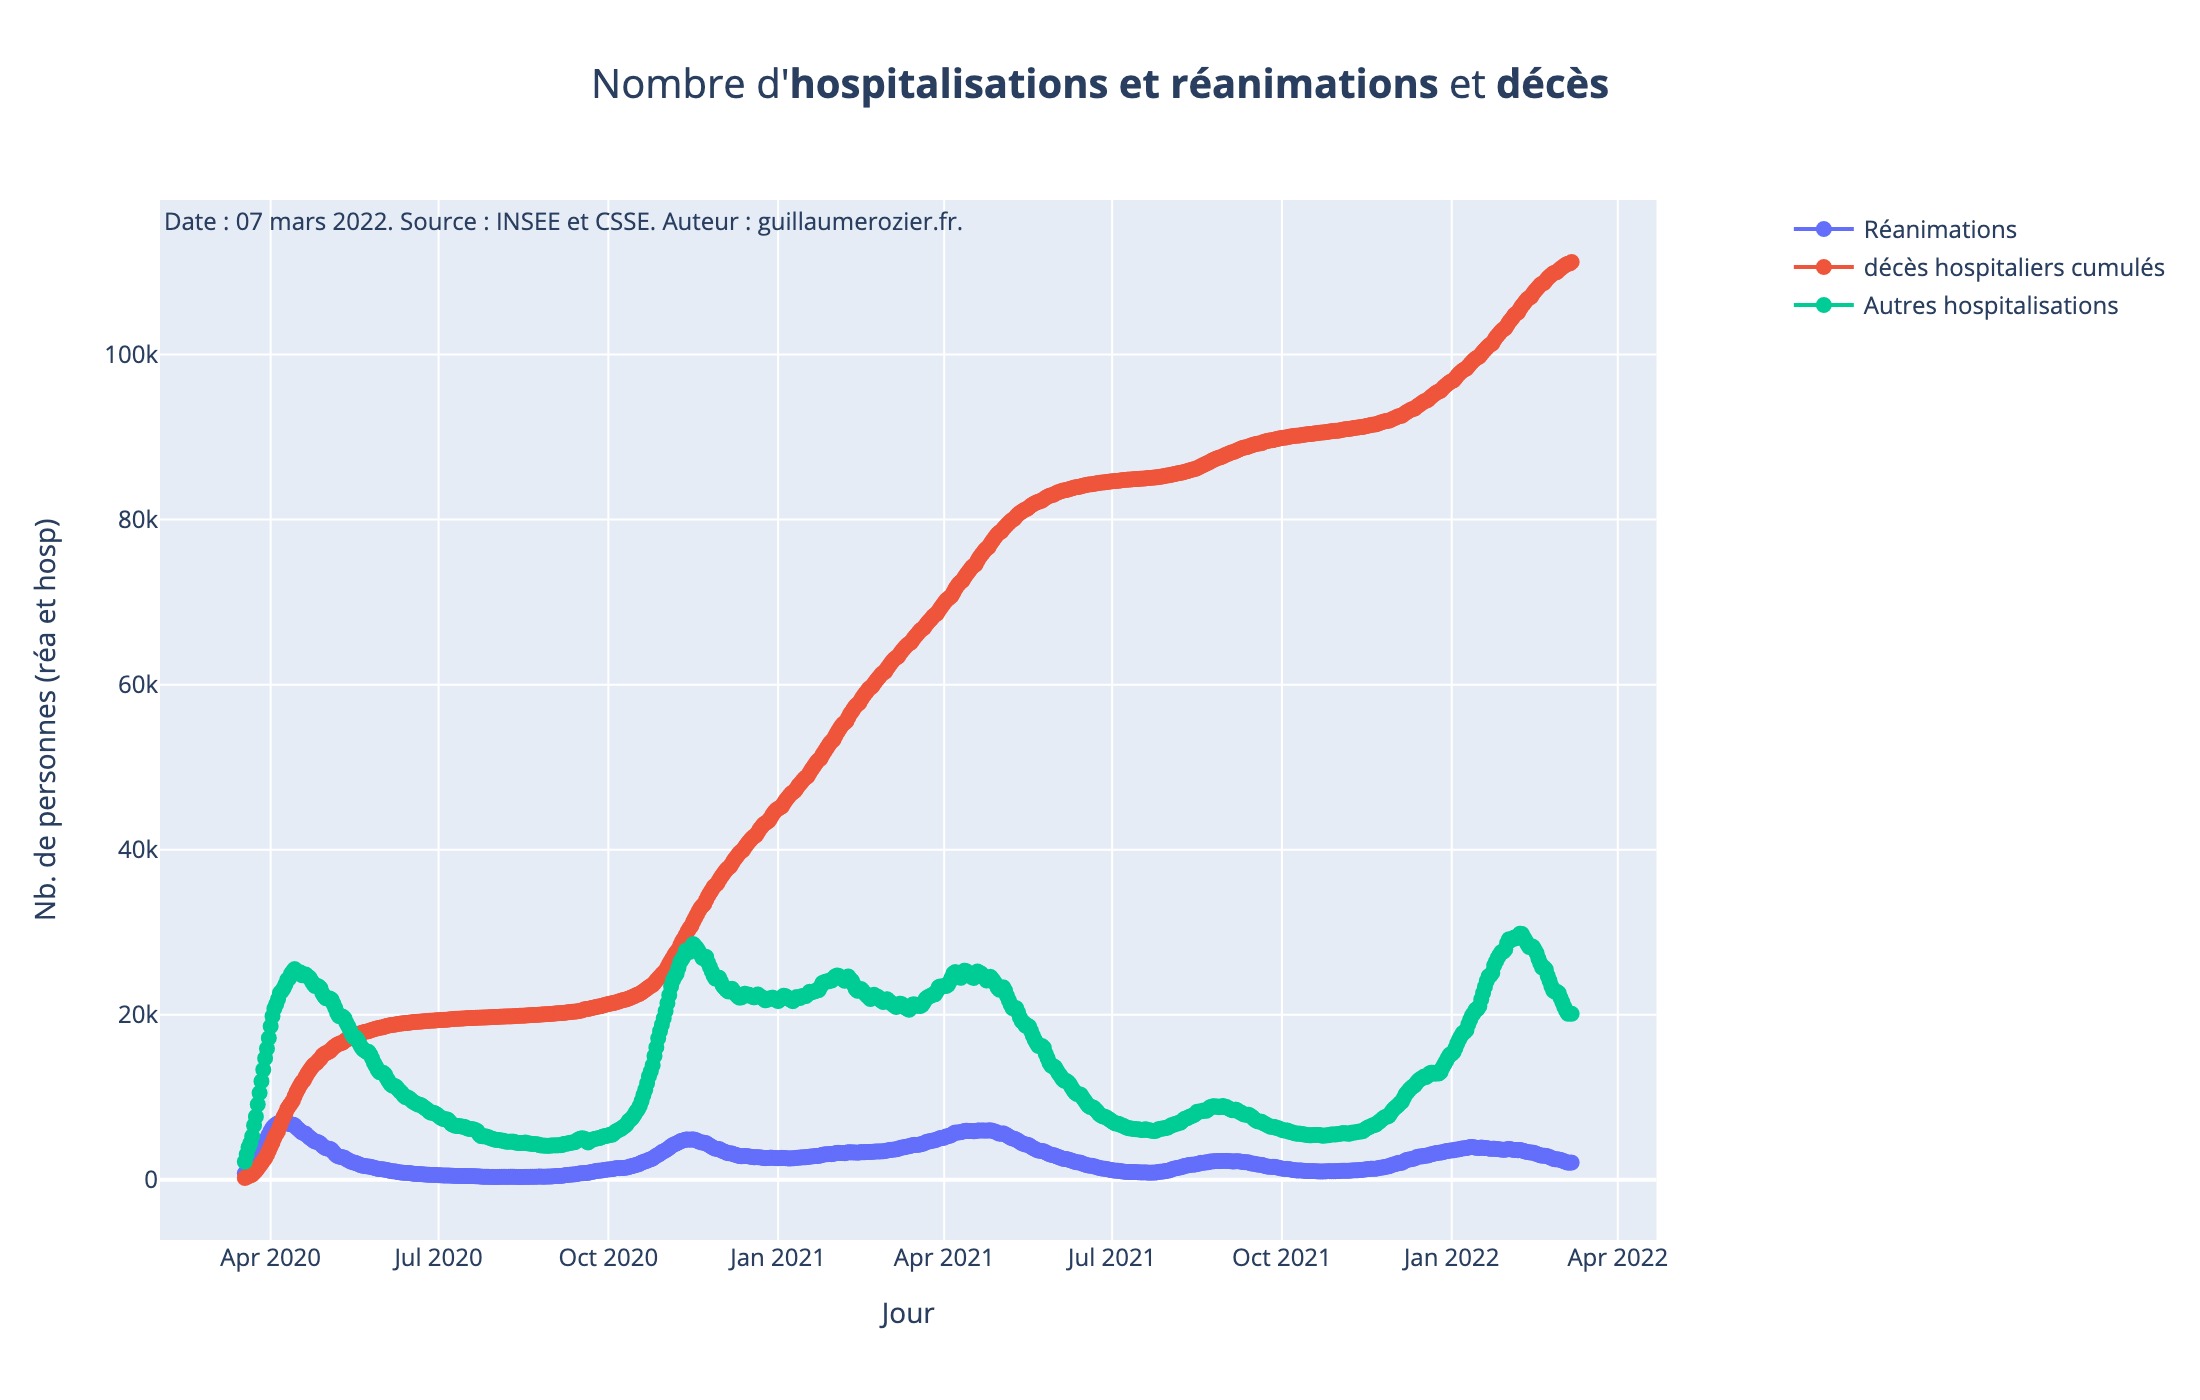 Nombre d'hospitalisations et réanimations et décès
Date : 07 mars 2022. Source : INSEE et CSSE. Auteur : guillaumerozier.fr.
Réanimations
décès hospitaliers cumulés
Autres hospitalisations
Nb. de personnes (réa et hosp)
100k
80k
60k
40k
20k
0
Apr 2020
Jul 2020
Oct 2020
Jan 2021
Apr 2021
Jul 2021
Oct 2021
Jan 2022
Apr 2022
Jour